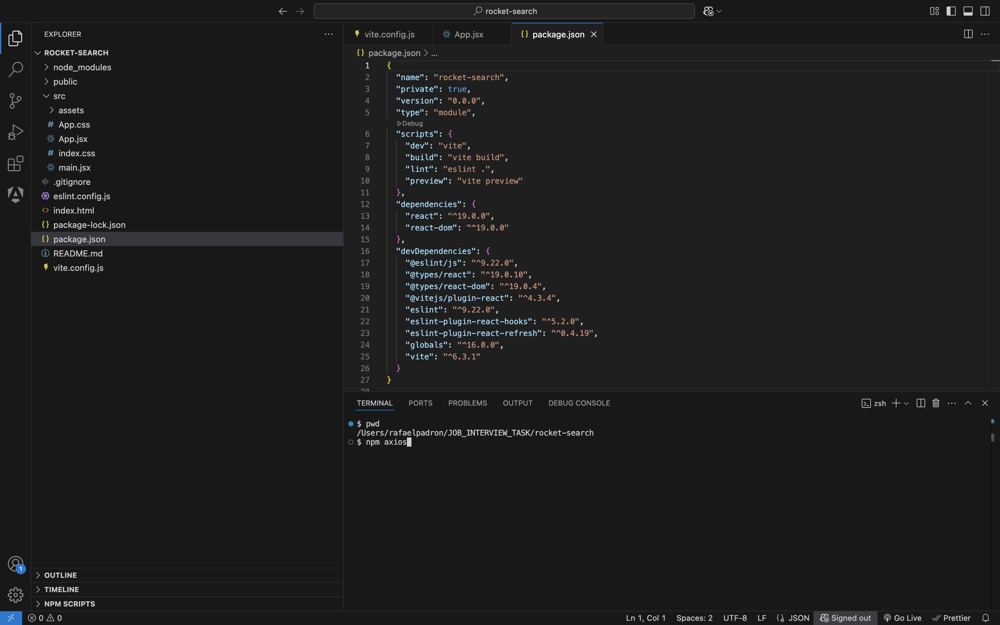 rocket-search
EXPLORER
ROCKET-SEARCH
node_modules
public
src
assets
App.css
App.jsx
index.css
main.jsx
.gitignore
eslint.config.js
index.html
package-lock.json
package.json
README.md
vite.config.js
OUTLINE
TIMELINE
NPM SCRIPTS
1
vite.config.js App.jsx {} package.json
{} package.json > ...
1 {
2 "name": "rocket-search",
3 "private": true,
4 "version": "0.0.0",
5 "type": "module",
Debug
6 "scripts": {
7 "dev": "vite",
8 "build": "vite build",
9 "lint": "eslint .",
10 "preview": "vite preview"
11 },
12 "dependencies": {
13 "react": "^19.0.0",
14 "react-dom": "^19.0.0"
15 },
16 "devDependencies": {
17 "@eslint/js": "^9.22.0",
18 "@types/react": "^19.0.10",
19 "@types/react-dom": "^19.0.4",
20 "@vitejs/plugin-react": "^4.3.4",
21 "eslint": "^9.22.0",
22 "eslint-plugin-react-hooks": "^5.2.0",
23 "eslint-plugin-react-refresh": "^0.4.19",
24 "globals": "^16.0.0",
25 "vite": "^6.3.1"
26 }
27 }
28
TERMINAL PORTS PROBLEMS OUTPUT DEBUG CONSOLE zsh
$ pwd
/Users/rafaelpadron/JOB_INTERVIEW_TASK/rocket-search
$ npm axios
0 0 Ln 1, Col 1 Spaces: 2 UTF-8 LF JSON Signed out Go Live Prettier